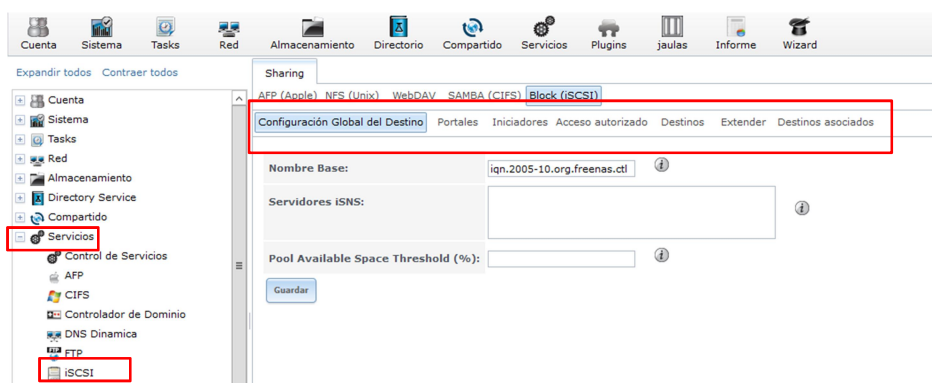 Cuenta Sistema Tasks Red Almacenamiento Directorio Compartido Servicios Plugins jaulas Informe Wizard
Expandir todos Contraer todos
Cuenta
Sistema
Tasks
Red
Almacenamiento
Directory Service
Compartido
Servicios
Control de Servicios
AFP
CIFS
Controlador de Dominio
DNS Dinamica
FTP
iSCSI
Sharing
AFP (Apple) NFS (Unix) WebDAV SAMBA (CIFS) Block (iSCSI)
Configuración Global del Destino Portales Iniciadores Acceso autorizado Destinos Extender Destinos asociados
Nombre Base: iqn.2005-10.org.freenas.ctl
Servidores iSNS:
Pool Available Space Threshold (%):
Guardar